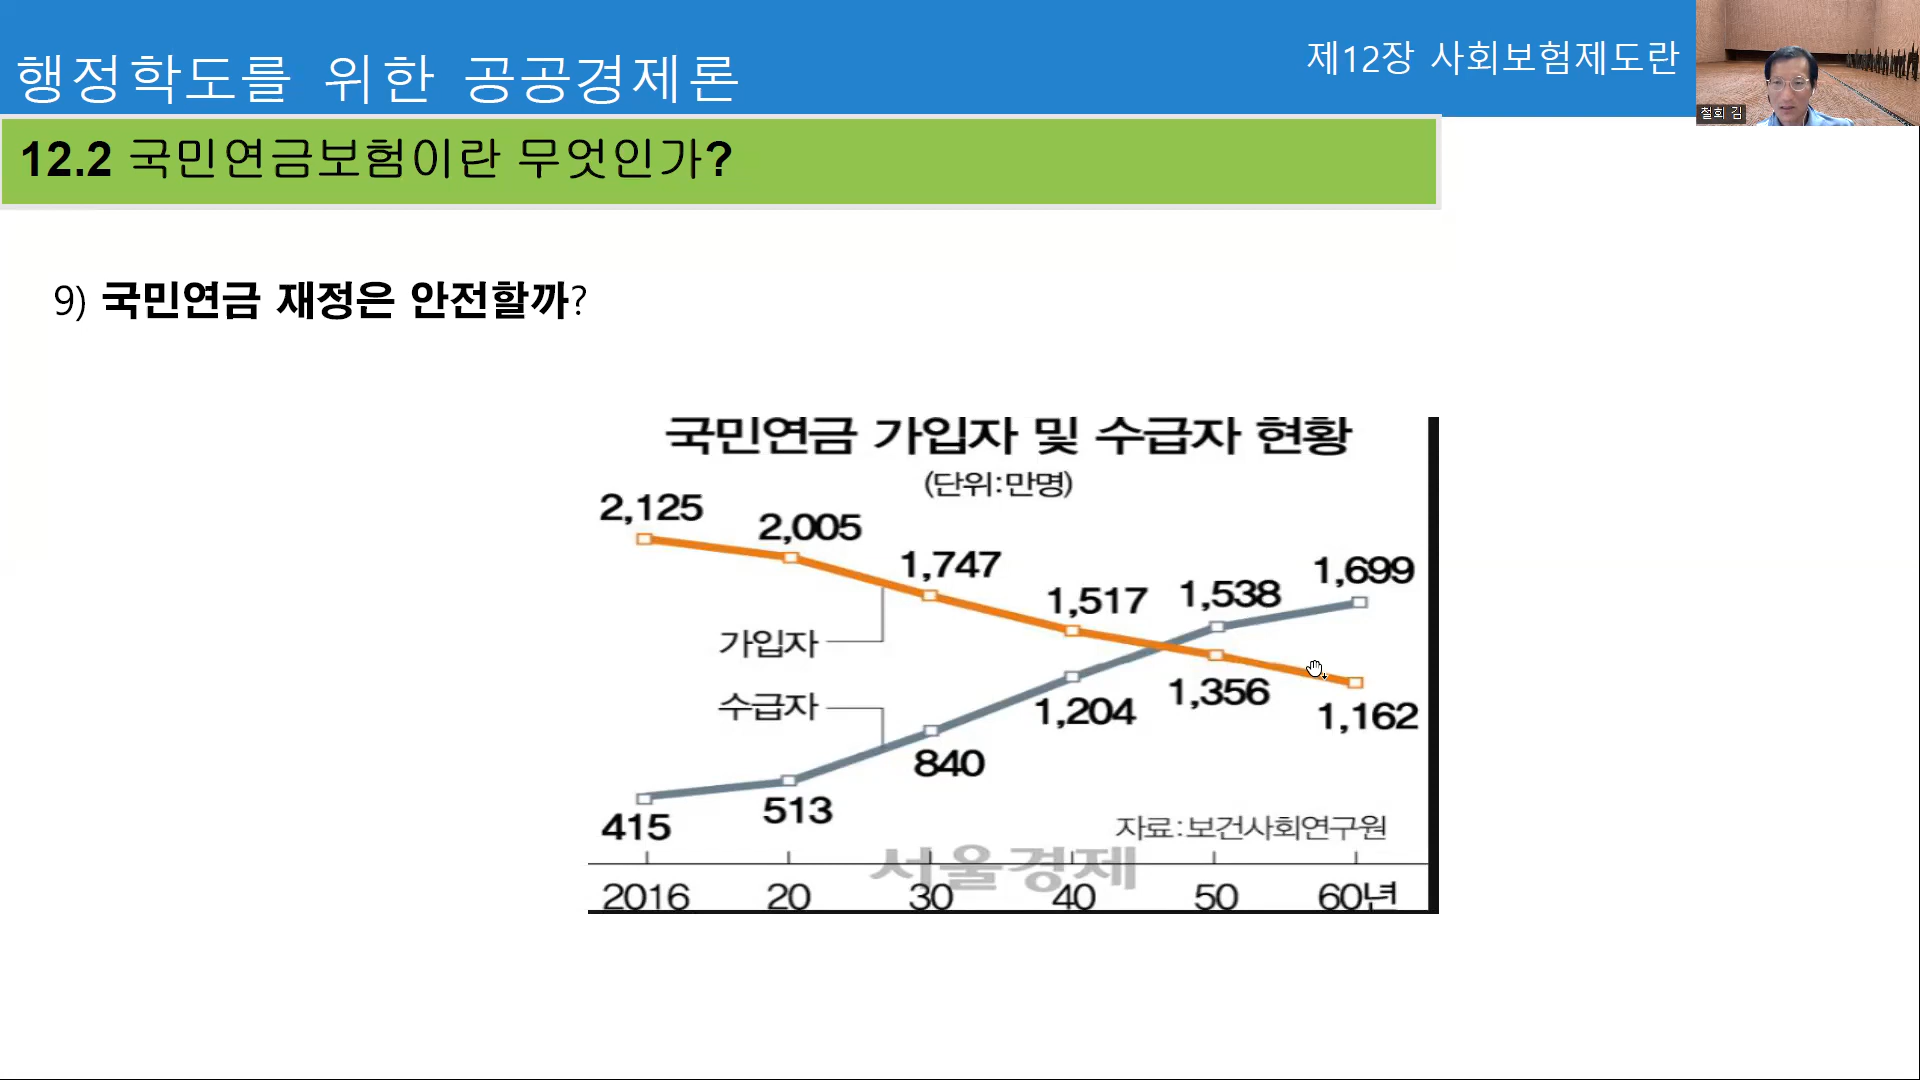 행정학도를 위한 공공경제론
제12장 사회보험제도란
철희 김
12.2 국민연금보험이란 무엇인가?
9) 국민연금 재정은 안전할까?
국민연금 가입자 및 수급자 현황
(단위:만명)
2,125
2,005
1,747
1,517
1,538
1,699
가입자
수급자
1,204
1,356
1,162
840
513
415
자료:보건사회연구원
서울경제
2016 20 30 40 50 60년